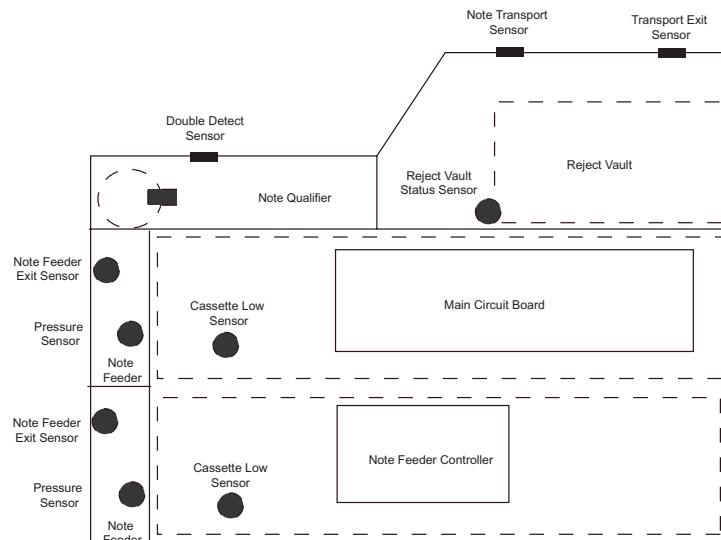 Note Transport
Sensor
Transport Exit
Sensor
Double Detect
Sensor
Reject Vault
Reject Vault
Status Sensor
Note Qualifier
Note Feeder
Exit Sensor
Cassette Low
Sensor
Main Circuit Board
Pressure
Sensor
Note
Feeder
Note Feeder
Exit Sensor
Cassette Low
Sensor
Note Feeder Controller
Pressure
Sensor
Note
Feeder